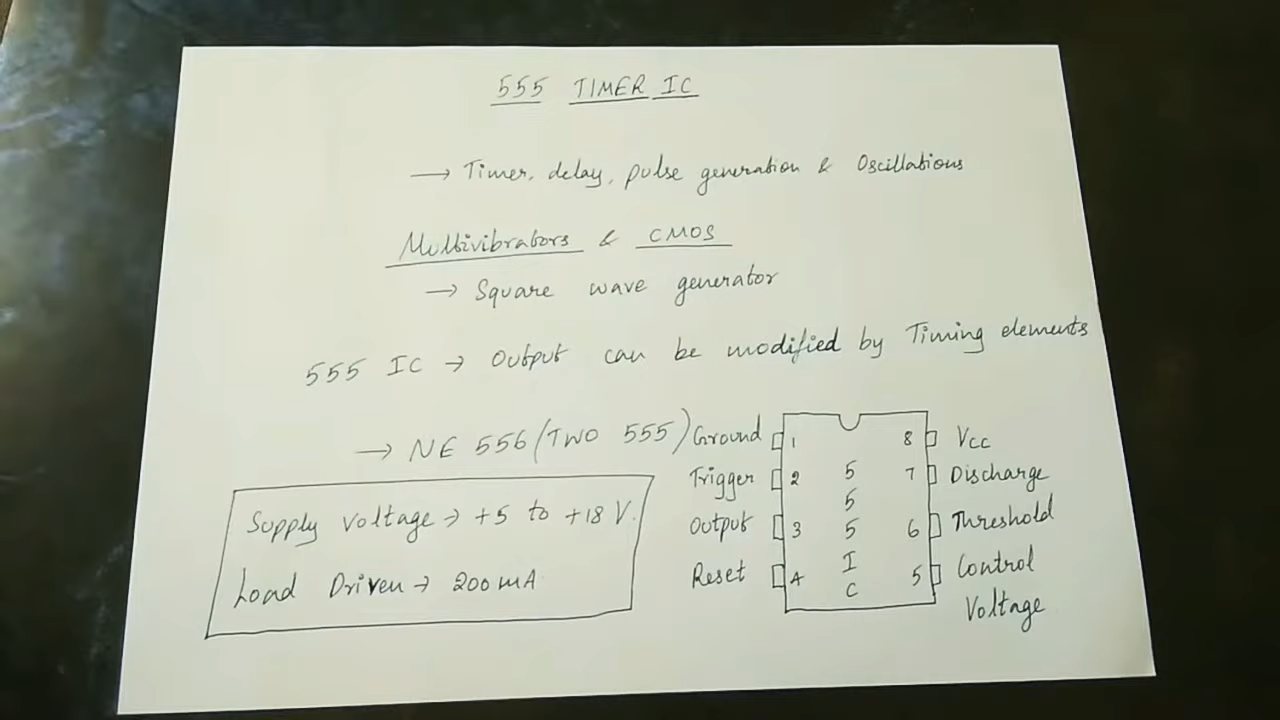 555 TIMER IC
→ Timer, delay, pulse generation & Oscillations
Multivibrators & CMOS
→ Square wave generator
555 IC → Output can be modified by Timing elements
→ NE 556 (TWO 555)
Supply Voltage → +5 to +18 V.
Load Driven → 200 mA
Ground 1 8 Vcc
Trigger 2 5 7 Discharge
5
Output 3 5 6 Threshold
I
Reset 4 C 5 Control
Voltage